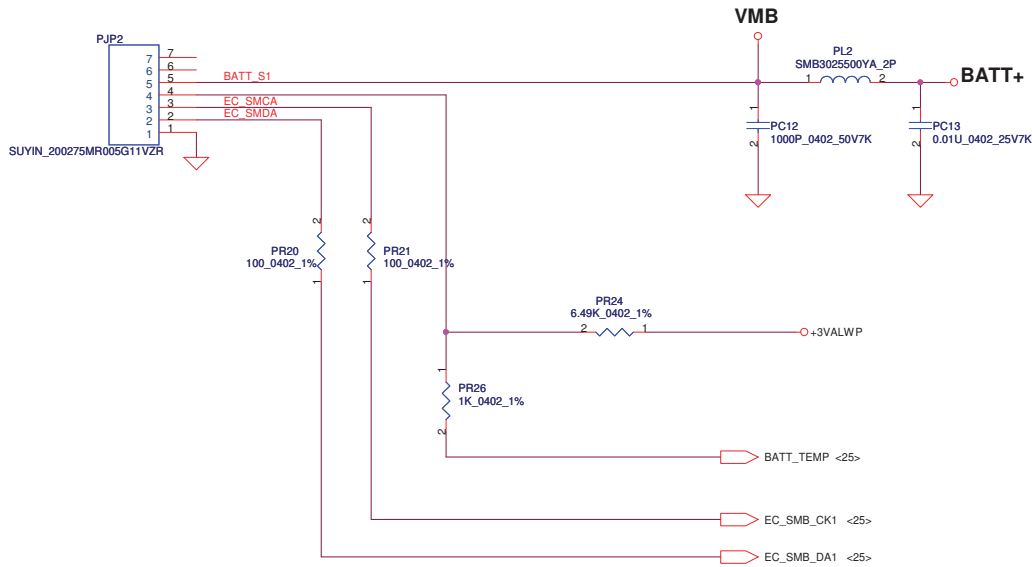 VMB
PJP2
PL2
SMB3025500YA_2P
7 7
6 6
5 5
4 4
3 3
2 2
1 1
BATT_S1
EC_SMCA
EC_SMDA
1 2
BATT+
SUYIN_200275MR005G11VZR
1
PC12
1000P_0402_50V7K
2
1
PC13
0.01U_0402_25V7K
2
2
PR20
100_0402_1%
1
2
PR21
100_0402_1%
1
PR24
6.49K_0402_1%
2 1
+3VALWP
1
PR26
1K_0402_1%
2
BATT_TEMP <25>
EC_SMB_CK1 <25>
EC_SMB_DA1 <25>